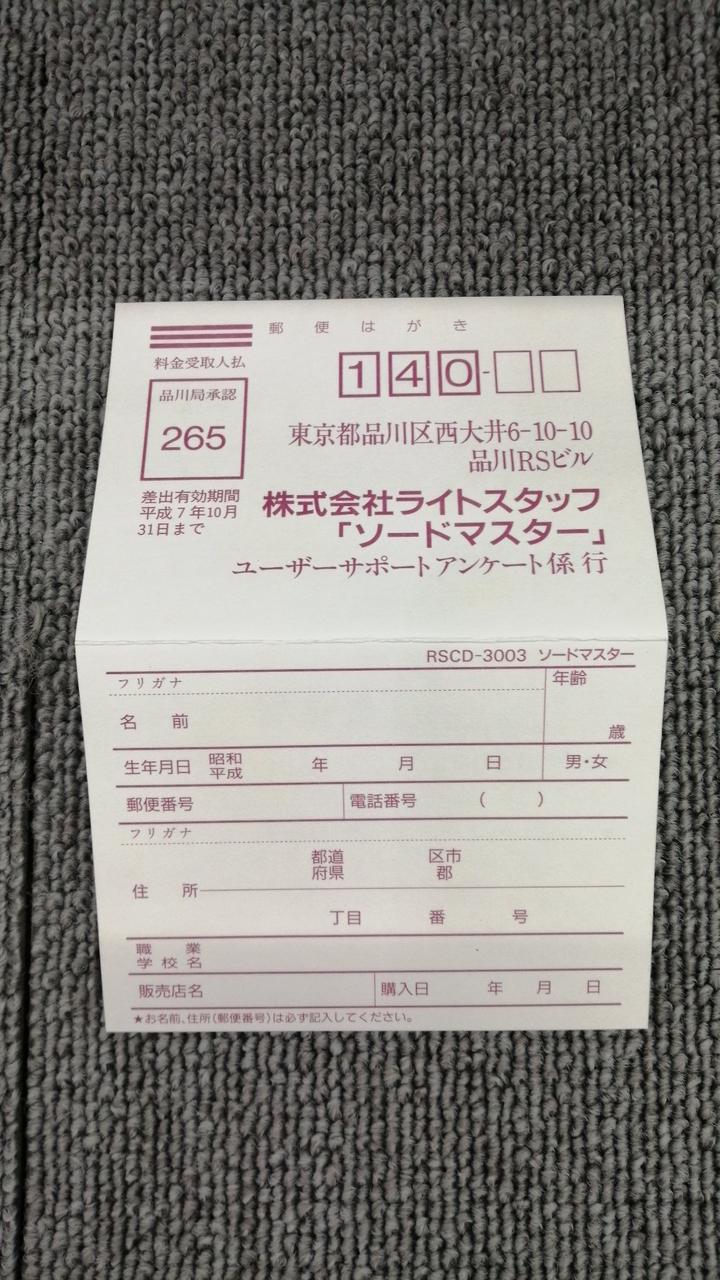 郵便はがき
料金受取人払
品川局承認
265
差出有効期間
平成7年10月
31日まで
140-
東京都品川区西大井6-10-10
品川RSビル
株式会社ライトスタッフ
「ソードマスター」
ユーザーサポートアンケート係 行
RSCD-3003 ソードマスター
フリガナ
名前
年齢
歳
生年月日 昭和 平成 年 月 日 男・女
郵便番号 電話番号 ( )
フリガナ
住所 都道府県 区市郡
丁目 番 号
職業
学校名
販売店名 購入日 年 月 日
★お名前、住所(郵便番号)は必ず記入してください。